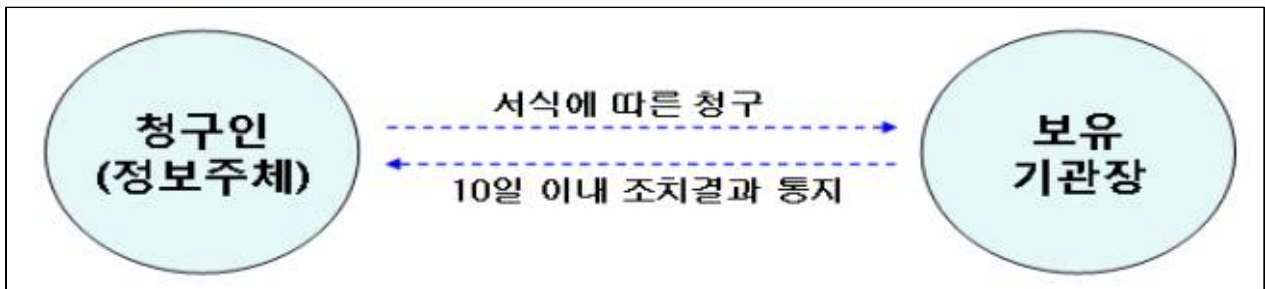 청구인
(정보주체)
서식에 따른 청구
10일 이내 조치결과 통지
보유
기관장